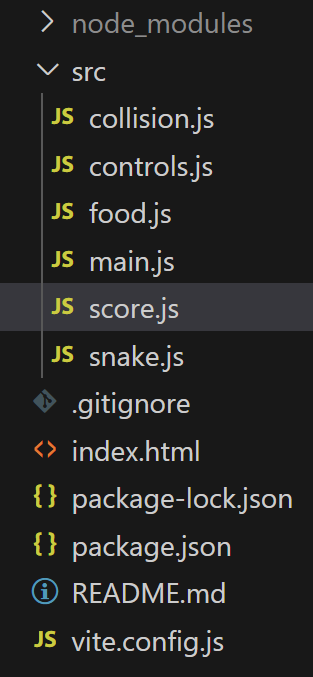 node_modules
src
JS collision.js
JS controls.js
JS food.js
JS main.js
JS score.js
JS snake.js
.gitignore
<> index.html
{} package-lock.json
{} package.json
README.md
JS vite.config.js